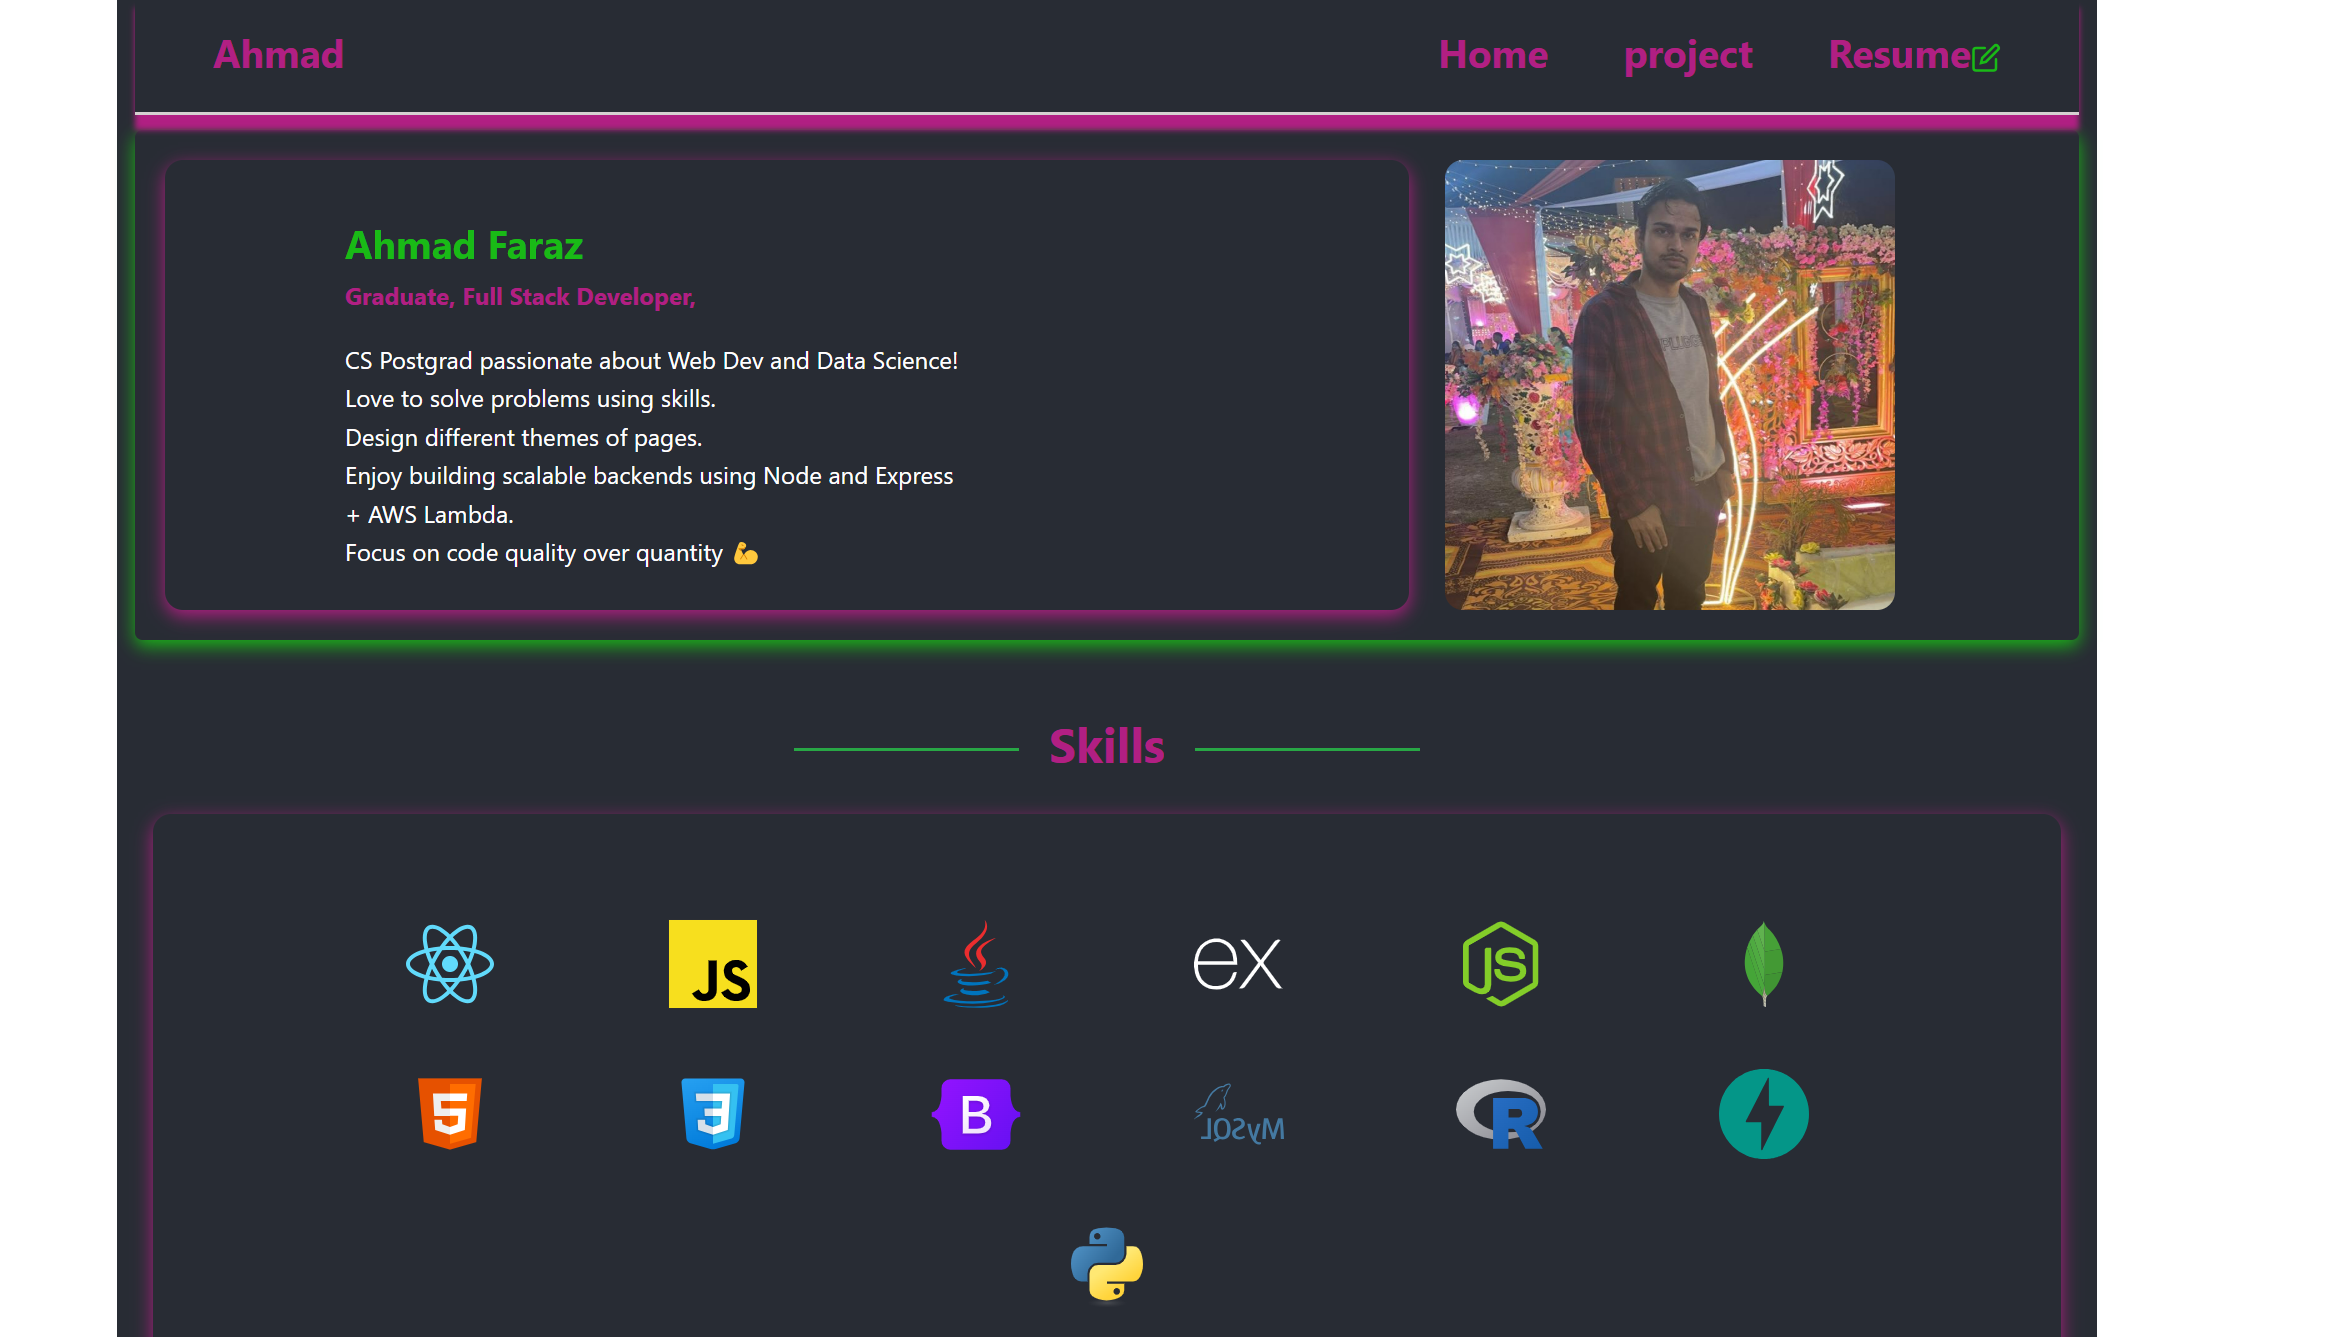 Ahmad
Home project Resume
Ahmad Faraz
Graduate, Full Stack Developer,
CS Postgrad passionate about Web Dev and Data Science!
Love to solve problems using skills.
Design different themes of pages.
Enjoy building scalable backends using Node and Express
+ AWS Lambda.
Focus on code quality over quantity 💪
Skills
JS
ex
JS
5
3
B
MySQL
R